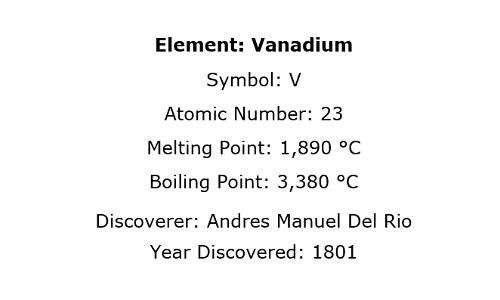 Element: Vanadium
Symbol: V
Atomic Number: 23
Melting Point: 1,890 °C
Boiling Point: 3,380 °C
Discoverer: Andres Manuel Del Rio
Year Discovered: 1801